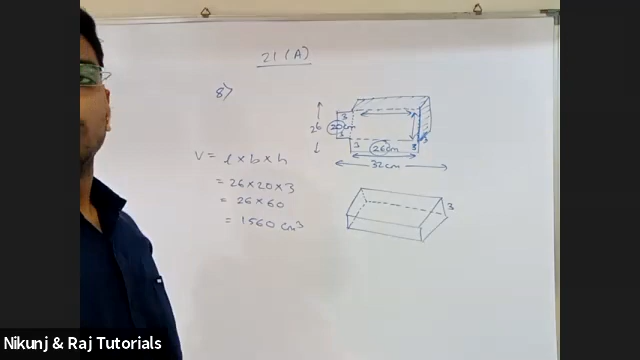 21 (A)
8)
3
26
20cm
3
3
26cm
3
3
32cm
V = l × b × h
= 26 × 20 × 3
= 26 × 60
= 1560 cm³
3
Nikunj & Raj Tutorials